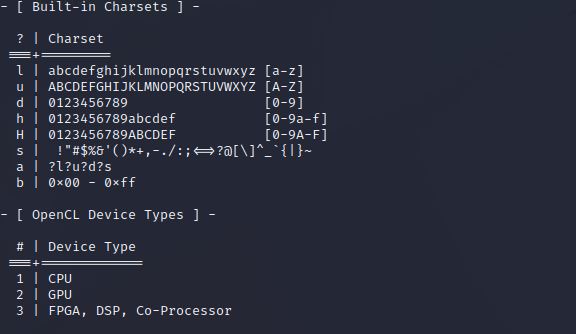 - [ Built-in Charsets ] -
? | Charset
===+=========
l | abcdefghijklmnopqrstuvwxyz [a-z]
u | ABCDEFGHIJKLMNOPQRSTUVWXYZ [A-Z]
d | 0123456789 [0-9]
h | 0123456789abcdef [0-9a-f]
H | 0123456789ABCDEF [0-9A-F]
s | !"#$%&'()*+,-./:;<=>?@[\]^_`{|}~
a | ?l?u?d?s
b | 0x00 - 0xff
- [ OpenCL Device Types ] -
# | Device Type
===+=============
1 | CPU
2 | GPU
3 | FPGA, DSP, Co-Processor